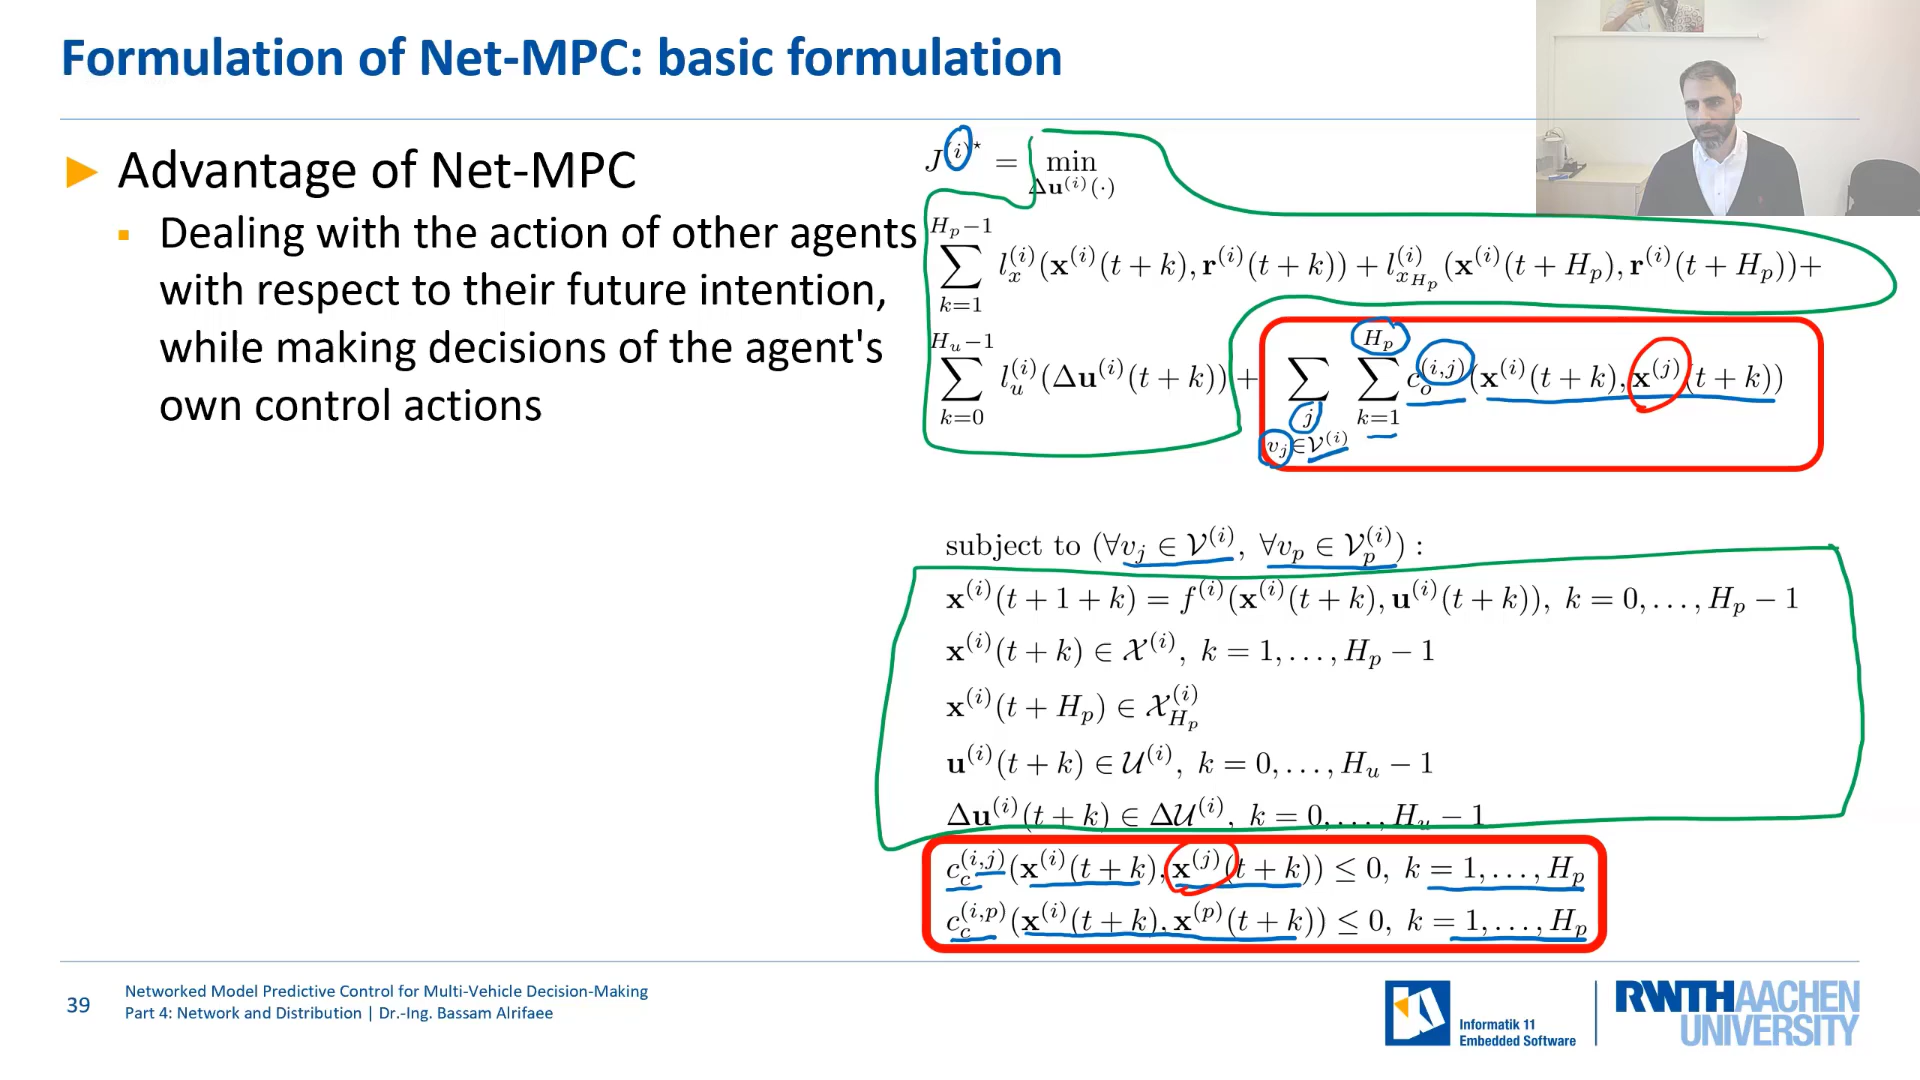 Formulation of Net-MPC: basic formulation
► Advantage of Net-MPC
▪ Dealing with the action of other agents
with respect to their future intention,
while making decisions of the agent's
own control actions
J^{(i)⋆} = min_{Δu^{(i)}(·)}
∑_{k=1}^{H_p−1} l_x^{(i)}(x^{(i)}(t + k), r^{(i)}(t + k)) + l_{x_{H_p}}^{(i)}(x^{(i)}(t + H_p), r^{(i)}(t + H_p))+
∑_{k=0}^{H_u−1} l_u^{(i)}(Δu^{(i)}(t + k)) + ∑_{j, v_j∈𝒱^{(i)}} ∑_{k=1}^{H_p} c_o^{(i,j)}(x^{(i)}(t + k), x^{(j)}(t + k))
subject to (∀v_j ∈ 𝒱^{(i)}, ∀v_p ∈ 𝒱_p^{(i)}) :
x^{(i)}(t + 1 + k) = f^{(i)}(x^{(i)}(t + k), u^{(i)}(t + k)), k = 0, . . . , H_p − 1
x^{(i)}(t + k) ∈ 𝒳^{(i)}, k = 1, . . . , H_p − 1
x^{(i)}(t + H_p) ∈ 𝒳_{H_p}^{(i)}
u^{(i)}(t + k) ∈ 𝒰^{(i)}, k = 0, . . . , H_u − 1
Δu^{(i)}(t + k) ∈ Δ𝒰^{(i)}, k = 0, . . . , H_u − 1
c_c^{(i,j)}(x^{(i)}(t + k), x^{(j)}(t + k)) ≤ 0, k = 1, . . . , H_p
c_c^{(i,p)}(x^{(i)}(t + k), x^{(p)}(t + k)) ≤ 0, k = 1, . . . , H_p
39
Networked Model Predictive Control for Multi-Vehicle Decision-Making
Part 4: Network and Distribution | Dr.-Ing. Bassam Alrifaee
Informatik 11
Embedded Software
RWTH AACHEN
UNIVERSITY